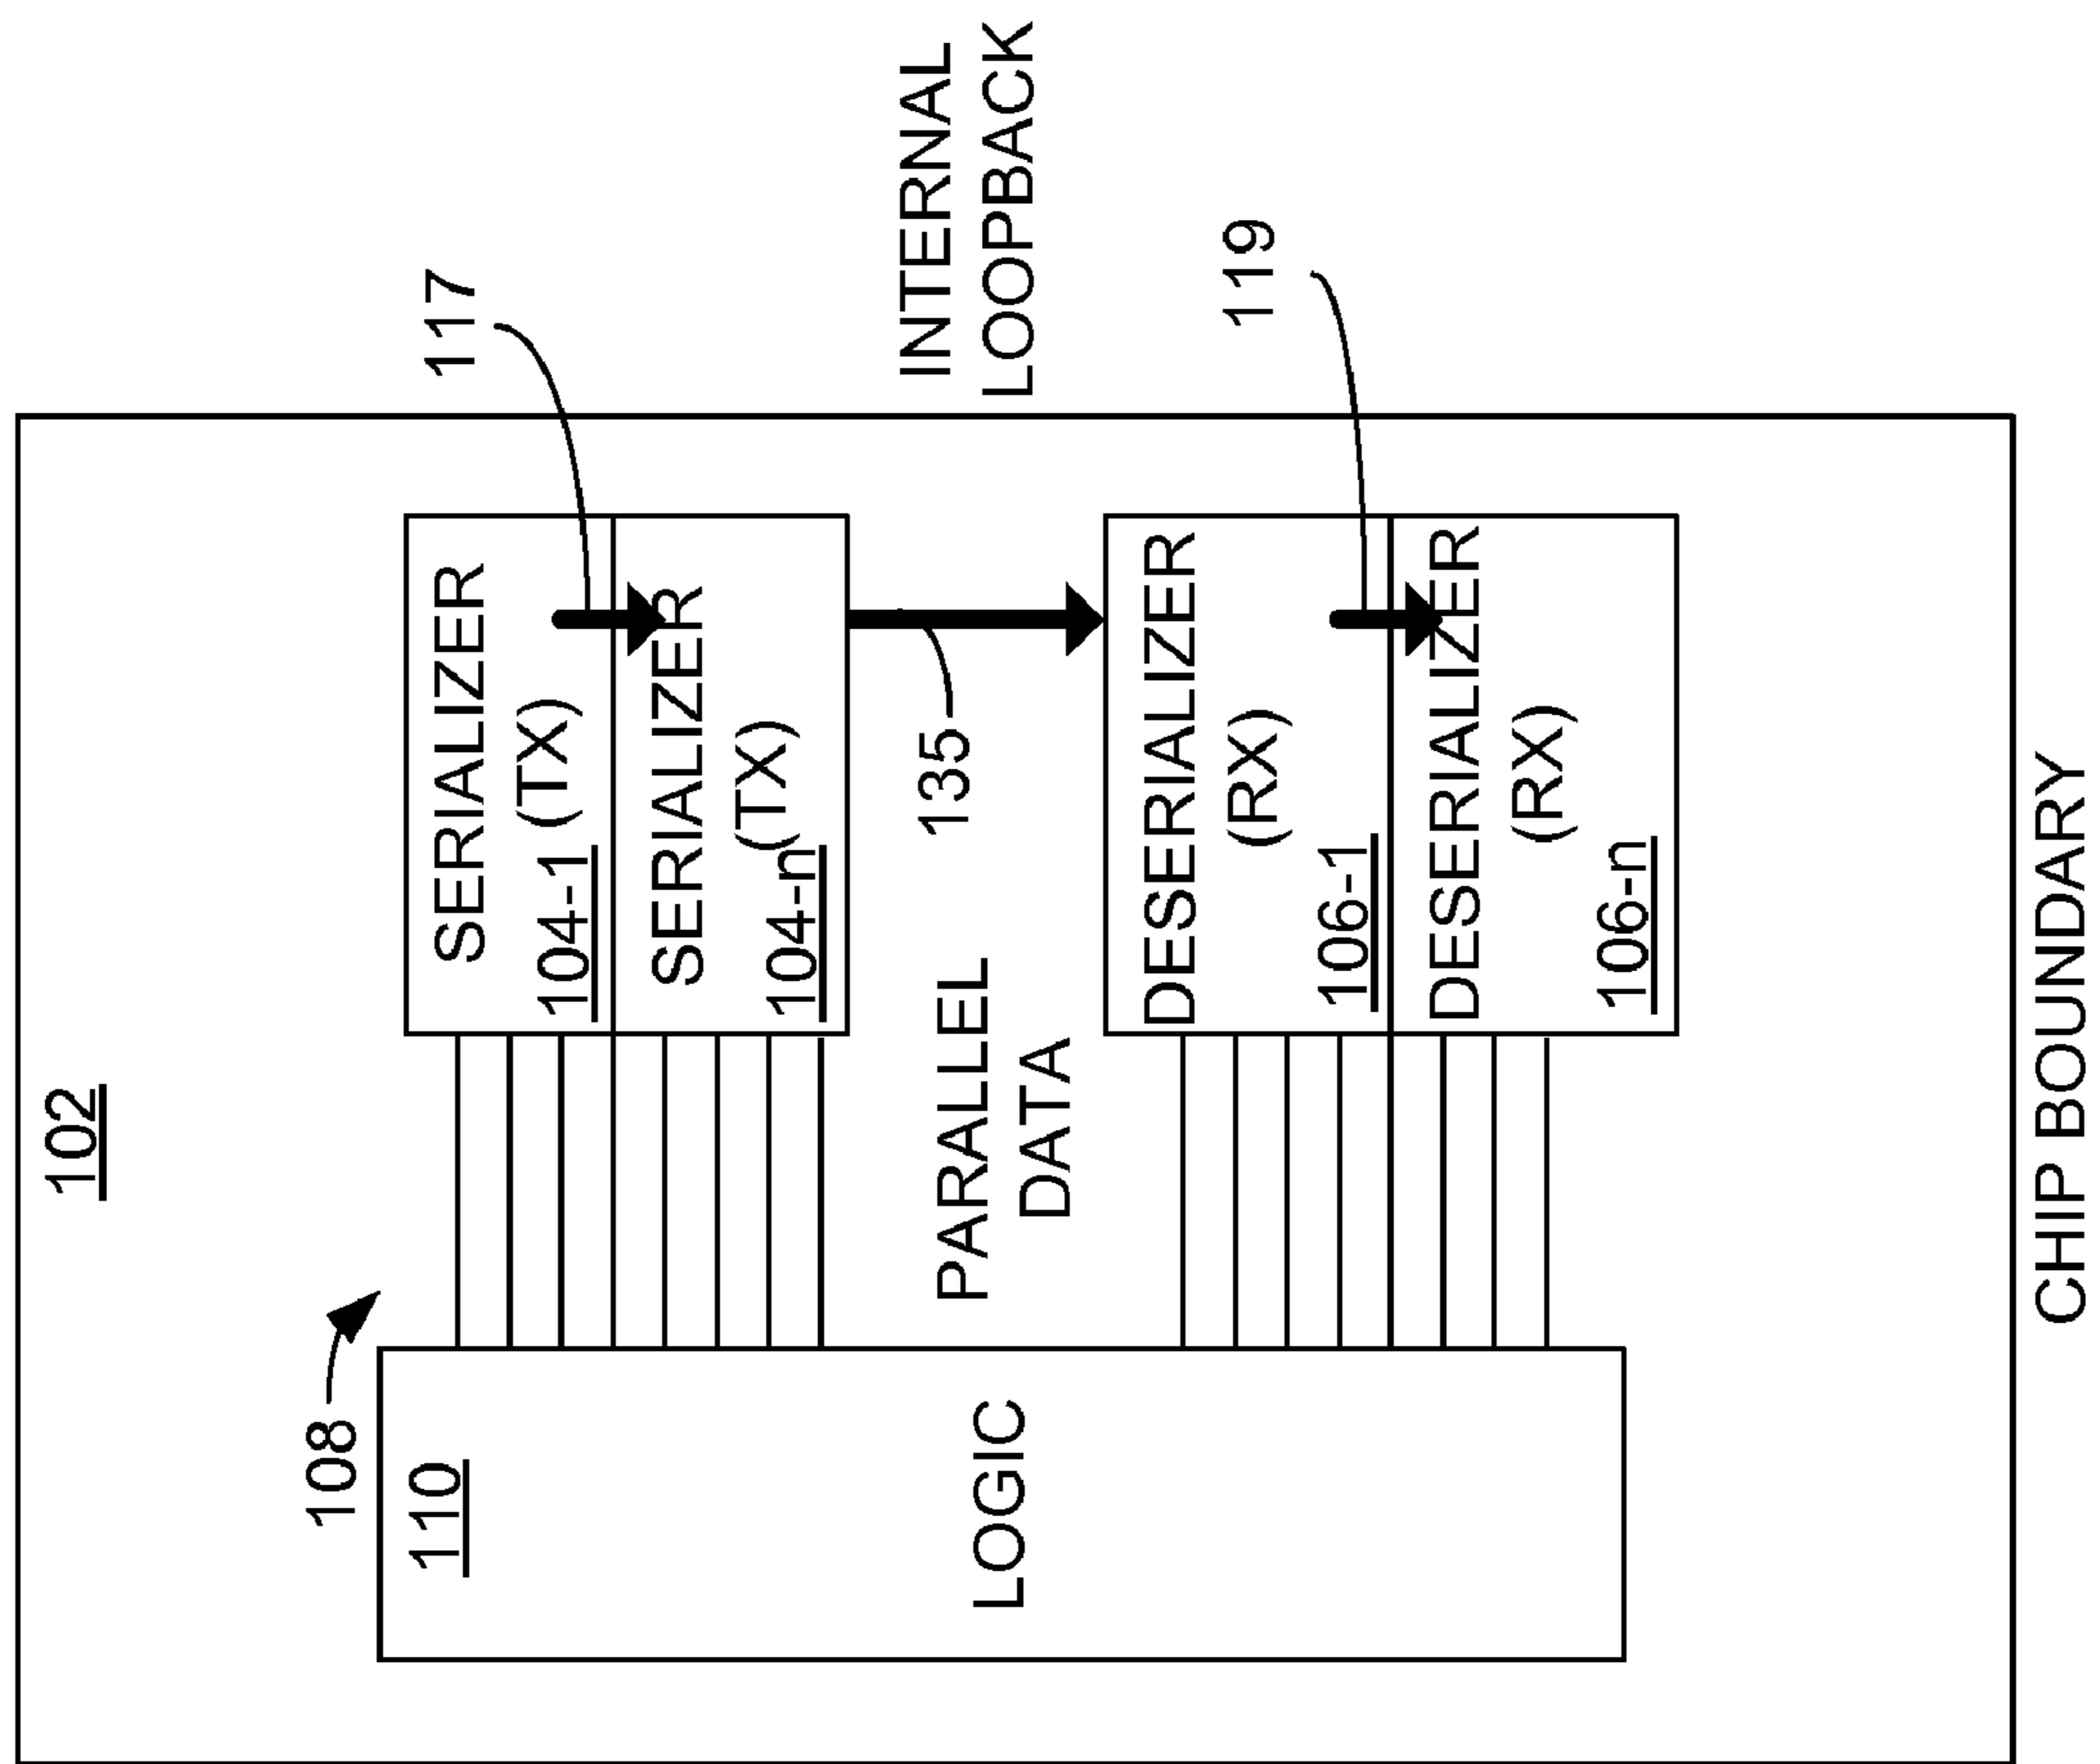 102
108
110
LOGIC
SERIALIZER
(TX)
104-1
SERIALIZER
(TX)
104-n
117
PARALLEL
DATA
135
INTERNAL
LOOPBACK
DESERIALIZER
(RX)
106-1
DESERIALIZER
(RX)
106-n
119
CHIP BOUNDARY